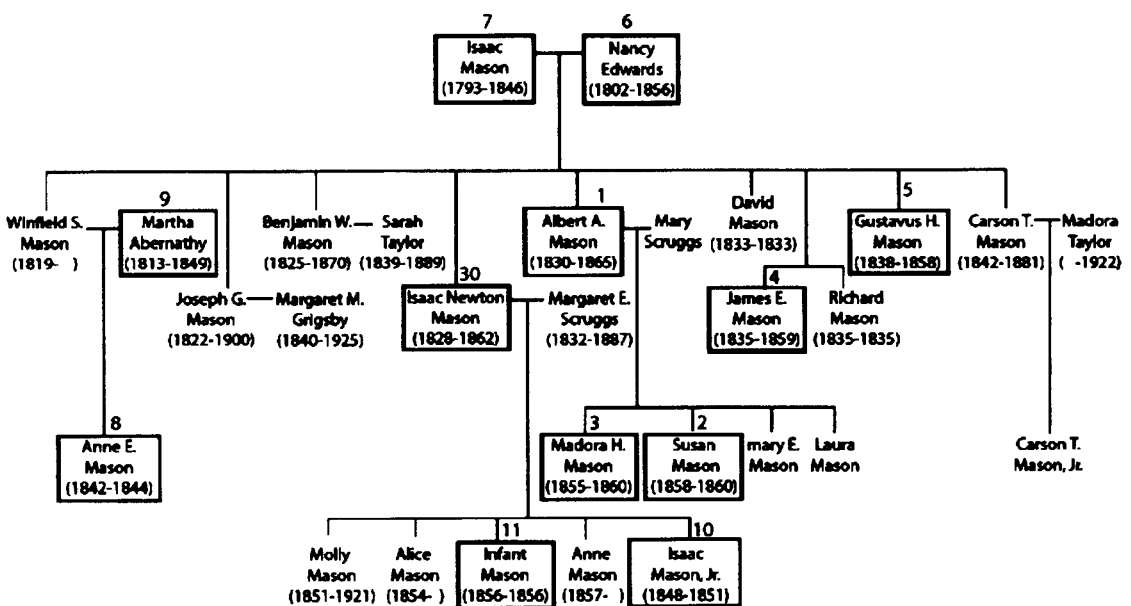 7
Isaac
Mason
(1793-1846)
6
Nancy
Edwards
(1802-1856)
Winfield S.
Mason
(1819- )
9
Martha
Abernathy
(1813-1849)
Benjamin W.
Mason
(1825-1870)
Sarah
Taylor
(1839-1889)
1
Albert A.
Mason
(1830-1865)
Mary
Scruggs
David
Mason
(1833-1833)
5
Gustavus H.
Mason
(1838-1858)
Carson T.
Mason
(1842-1881)
Madora
Taylor
( -1922)
Joseph G.
Mason
(1822-1900)
Margaret M.
Grigsby
(1840-1925)
30
Isaac Newton
Mason
(1828-1862)
Margaret E.
Scruggs
(1832-1887)
4
James E.
Mason
(1835-1859)
Richard
Mason
(1835-1835)
8
Anne E.
Mason
(1842-1844)
3
Madora H.
Mason
(1855-1860)
2
Susan
Mason
(1858-1860)
mary E.
Mason
Laura
Mason
Carson T.
Mason, Jr.
Molly
Mason
(1851-1921)
Alice
Mason
(1854- )
11
Infant
Mason
(1856-1856)
Anne
Mason
(1857- )
10
Isaac
Mason, Jr.
(1848-1851)